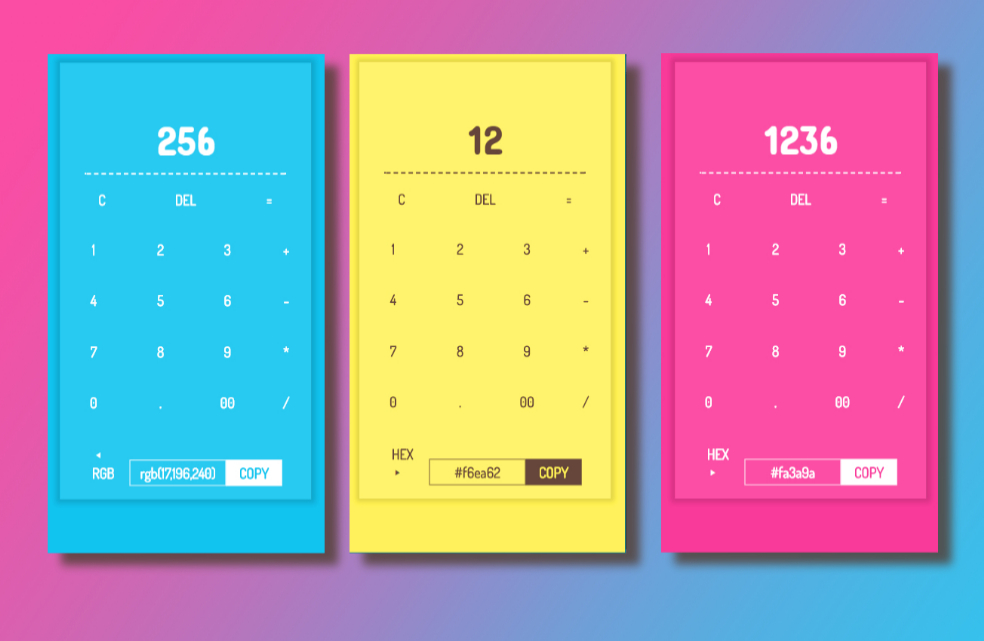 256
C DEL =
1 2 3 +
4 5 6 -
7 8 9 *
0 . 00 /
RGB rgb(17,196,240) COPY
12
C DEL =
1 2 3 +
4 5 6 -
7 8 9 *
0 . 00 /
HEX
#f6ea62 COPY
1236
C DEL =
1 2 3 +
4 5 6 -
7 8 9 *
0 . 00 /
HEX
#fa3a9a COPY